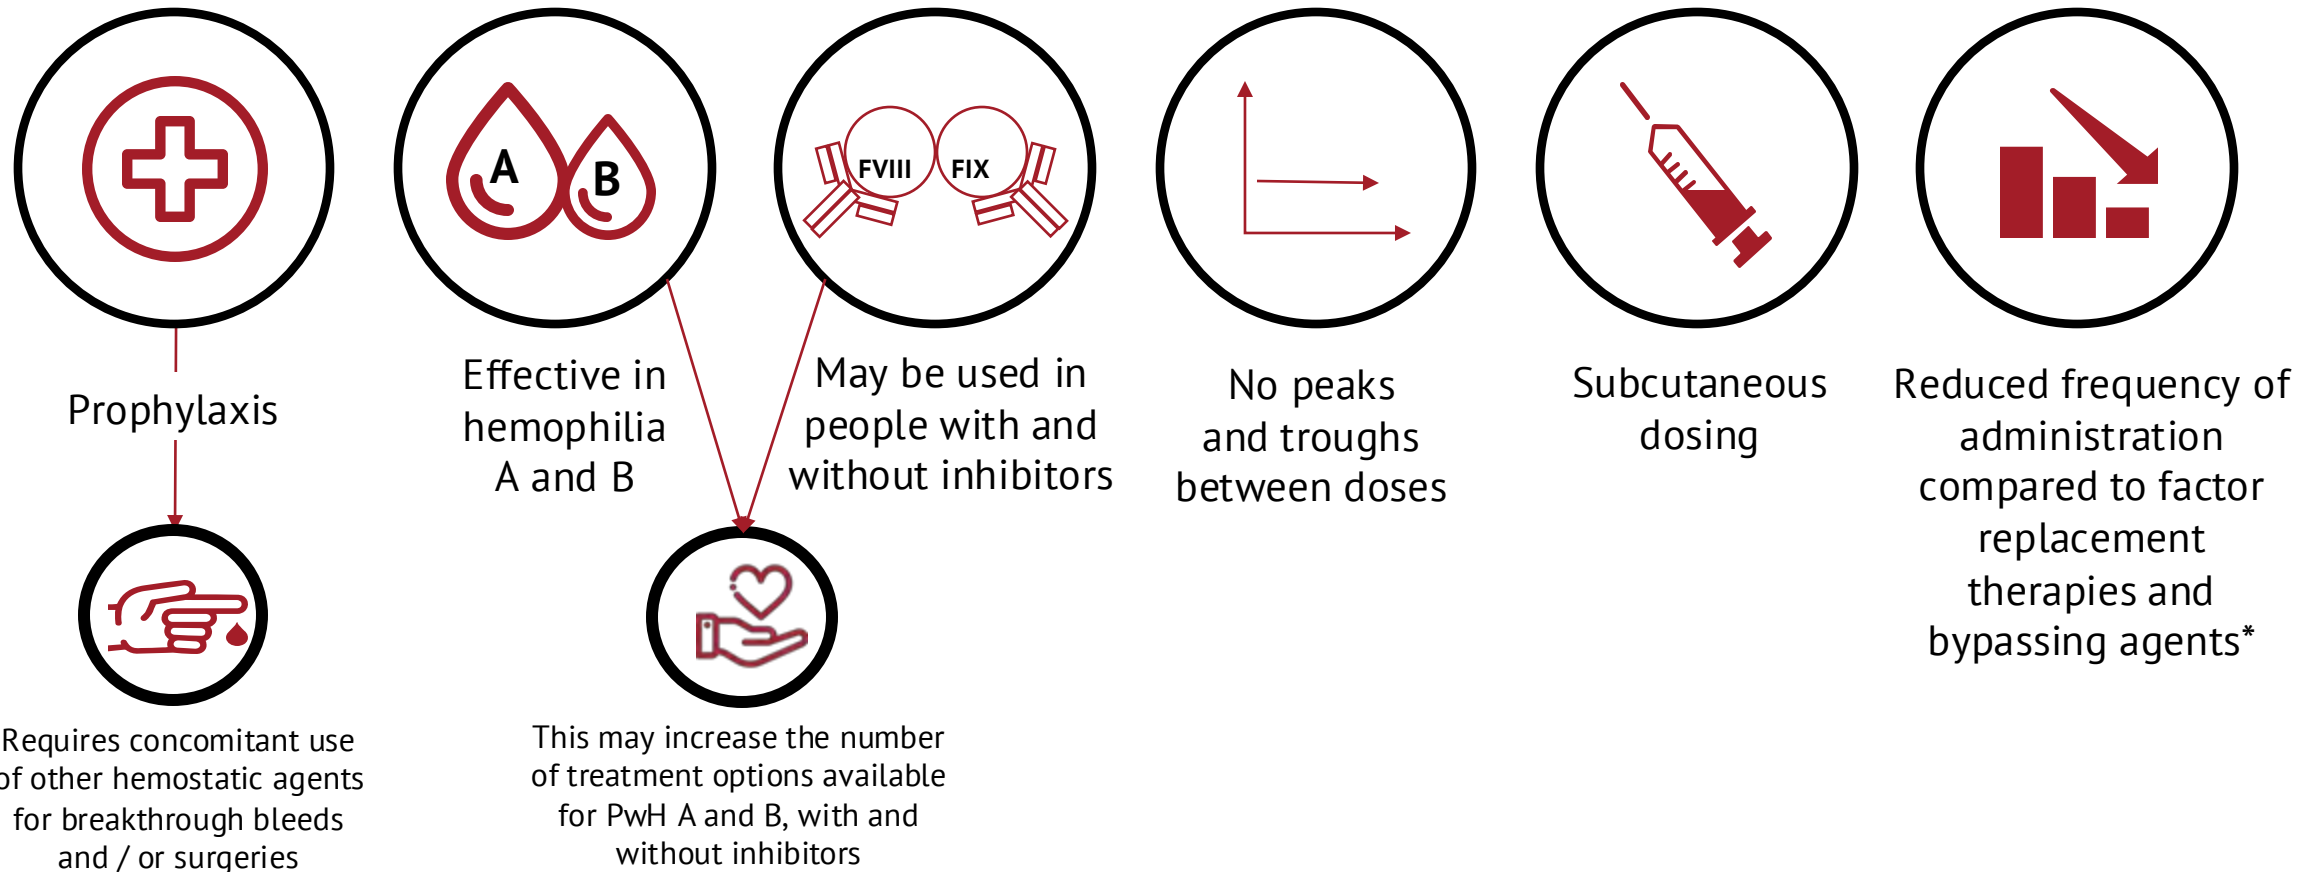 A
B
FVIII
FIX
Prophylaxis
Effective in
hemophilia
A and B
May be used in
people with and
without inhibitors
No peaks
and troughs
between doses
Subcutaneous
dosing
Reduced frequency of
administration
compared to factor
replacement
therapies and
bypassing agents*
Requires concomitant use
of other hemostatic agents
for breakthrough bleeds
and / or surgeries
This may increase the number
of treatment options available
for PwH A and B, with and
without inhibitors